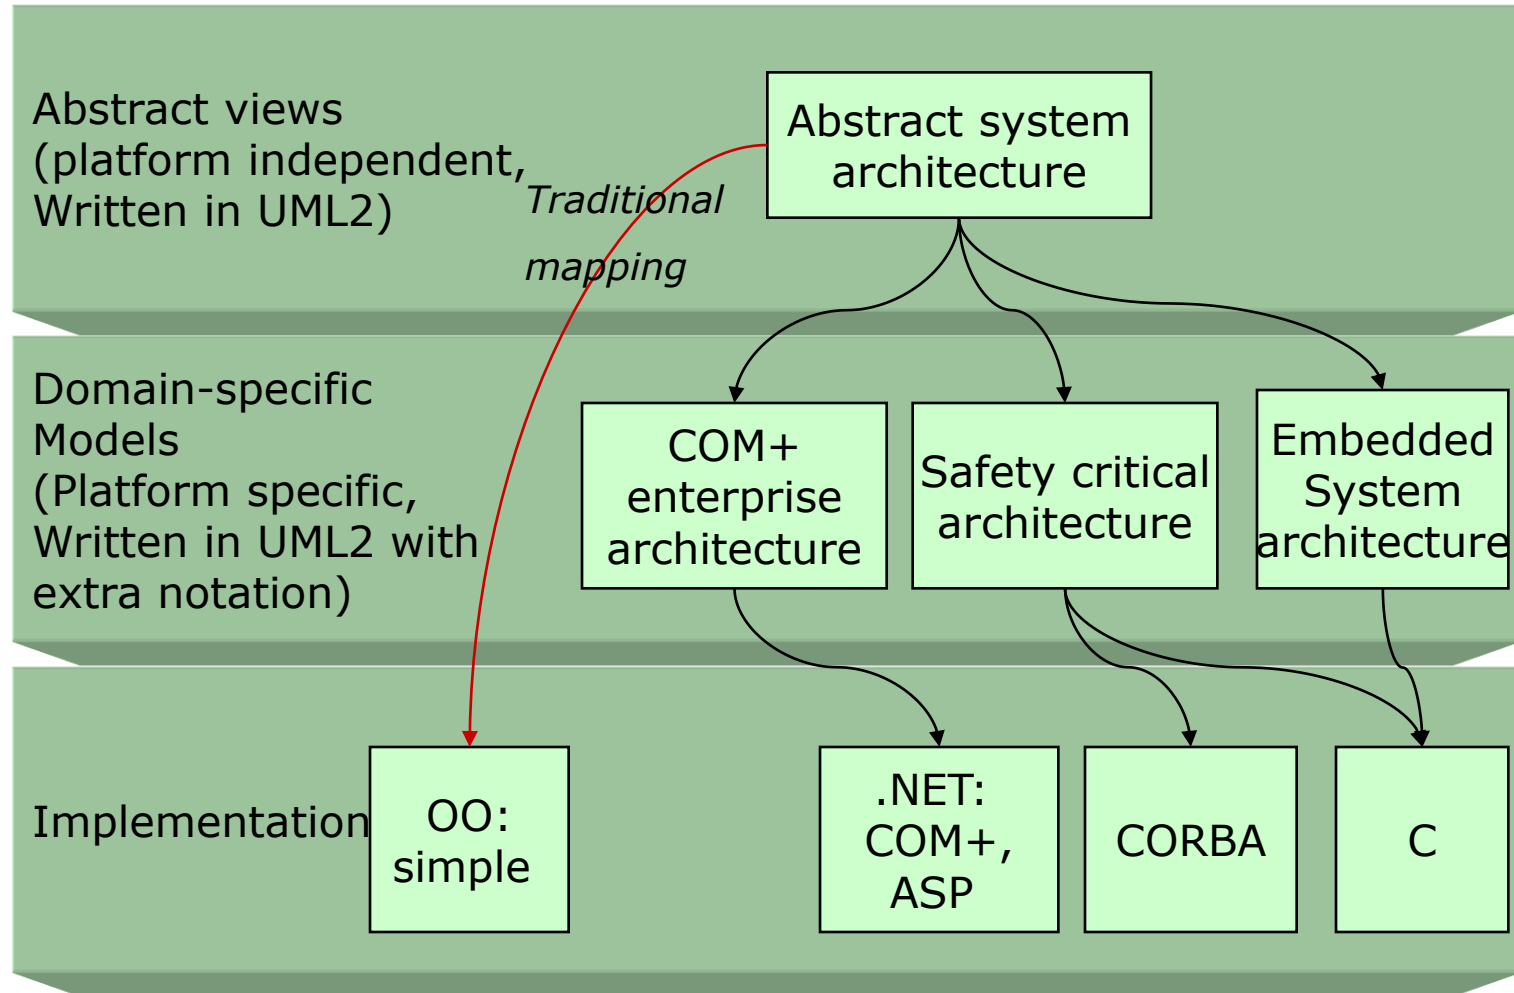 Abstract views
(platform independent,
Written in UML2)
Traditional
mapping
Abstract system
architecture
Domain-specific
Models
(Platform specific,
Written in UML2 with
extra notation)
COM+
enterprise
architecture
Safety critical
architecture
Embedded
System
architecture
Implementation
OO:
simple
.NET:
COM+,
ASP
CORBA
C